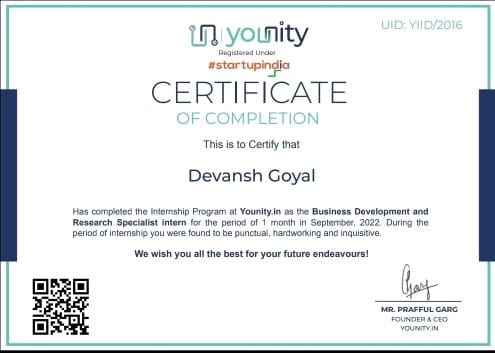 UID: YIID/2016
younity
Registered Under
#startupindia
CERTIFICATE
OF COMPLETION
This is to Certify that
Devansh Goyal
Has completed the Internship Program at Younity.in as the Business Development and
Research Specialist intern for the period of 1 month in September, 2022. During the
period of internship you were found to be punctual, hardworking and inquisitive.
We wish you all the best for your future endeavours!
Garg
MR. PRAFFUL GARG
FOUNDER & CEO
YOUNITY.IN